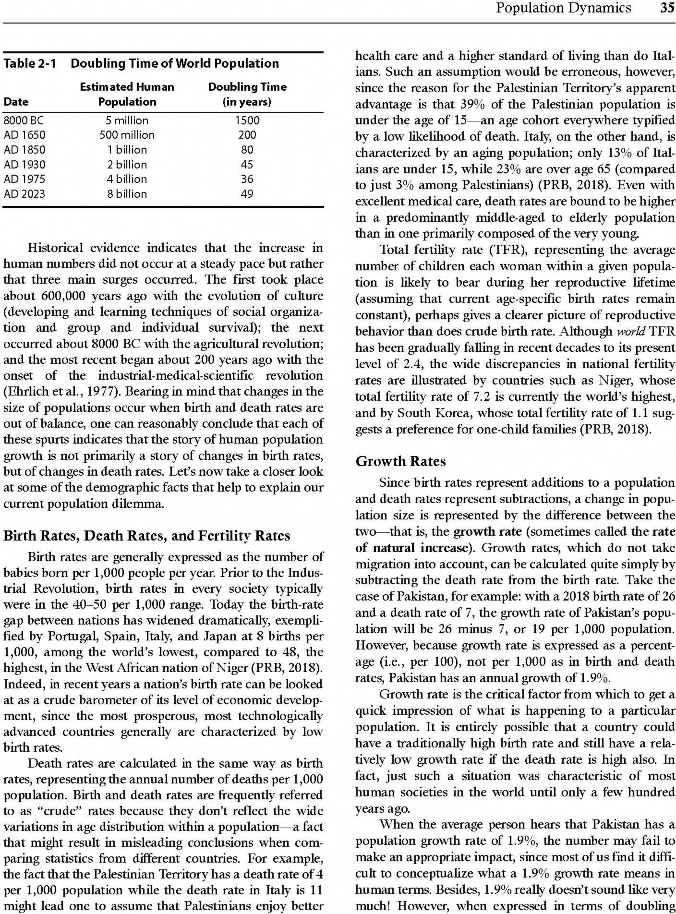 Population Dynamics 35
Table 2-1 Doubling Time of World Population
Estimated Human Doubling Time
Date Population (in years)
8000 BC 5 million 1500
AD 1650 500 million 200
AD 1850 1 billion 80
AD 1930 2 billion 45
AD 1975 4 billion 36
AD 2023 8 billion 49
Historical evidence indicates that the increase in
human numbers did not occur at a steady pace but rather
that three main surges occurred. The first took place
about 600,000 years ago with the evolution of culture
(developing and learning techniques of social organiza-
tion and group and individual survival); the next
occurred about 8000 BC with the agricultural revolution;
and the most recent began about 200 years ago with the
onset of the industrial-medical-scientific revolution
(Ehrlich et al., 1977). Bearing in mind that changes in the
size of populations occur when birth and death rates are
out of balance, one can reasonably conclude that each of
these spurts indicates that the story of human population
growth is not primarily a story of changes in birth rates,
but of changes in death rates. Let's now take a closer look
at some of the demographic facts that help to explain our
current population dilemma.
Birth Rates, Death Rates, and Fertility Rates
Birth rates are generally expressed as the number of
babies born per 1,000 people per year. Prior to the Indus-
trial Revolution, birth rates in every society typically
were in the 40–50 per 1,000 range. Today the birth-rate
gap between nations has widened dramatically, exempli-
fied by Portugal, Spain, Italy, and Japan at 8 births per
1,000, among the world's lowest, compared to 48, the
highest, in the West African nation of Niger (PRB, 2018).
Indeed, in recent years a nation's birth rate can be looked
at as a crude barometer of its level of economic develop-
ment, since the most prosperous, most technologically
advanced countries generally are characterized by low
birth rates.
Death rates are calculated in the same way as birth
rates, representing the annual number of deaths per 1,000
population. Birth and death rates are frequently referred
to as "crude" rates because they don't reflect the wide
variations in age distribution within a population—a fact
that might result in misleading conclusions when com-
paring statistics from different countries. For example,
the fact that the Palestinian Territory has a death rate of 4
per 1,000 population while the death rate in Italy is 11
might lead one to assume that Palestinians enjoy better
health care and a higher standard of living than do Ital-
ians. Such an assumption would be erroneous, however,
since the reason for the Palestinian Territory's apparent
advantage is that 39% of the Palestinian population is
under the age of 15—an age cohort everywhere typified
by a low likelihood of death. Italy, on the other hand, is
characterized by an aging population; only 13% of Ital-
ians are under 15, while 23% are over age 65 (compared
to just 3% among Palestinians) (PRB, 2018). Even with
excellent medical care, death rates are bound to be higher
in a predominantly middle-aged to elderly population
than in one primarily composed of the very young.
Total fertility rate (TFR), representing the average
number of children each woman within a given popula-
tion is likely to bear during her reproductive lifetime
(assuming that current age-specific birth rates remain
constant), perhaps gives a clearer picture of reproductive
behavior than does crude birth rate. Although world TFR
has been gradually falling in recent decades to its present
level of 2.4, the wide discrepancies in national fertility
rates are illustrated by countries such as Niger, whose
total fertility rate of 7.2 is currently the world's highest,
and by South Korea, whose total fertility rate of 1.1 sug-
gests a preference for one-child families (PRB, 2018).
Growth Rates
Since birth rates represent additions to a population
and death rates represent subtractions, a change in popu-
lation size is represented by the difference between the
two—that is, the growth rate (sometimes called the rate
of natural increase). Growth rates, which do not take
migration into account, can be calculated quite simply by
subtracting the death rate from the birth rate. Take the
case of Pakistan, for example: with a 2018 birth rate of 26
and a death rate of 7, the growth rate of Pakistan's popu-
lation will be 26 minus 7, or 19 per 1,000 population.
However, because growth rate is expressed as a percent-
age (i.e., per 100), not per 1,000 as in birth and death
rates, Pakistan has an annual growth of 1.9%.
Growth rate is the critical factor from which to get a
quick impression of what is happening to a particular
population. It is entirely possible that a country could
have a traditionally high birth rate and still have a rela-
tively low growth rate if the death rate is high also. In
fact, just such a situation was characteristic of most
human societies in the world until only a few hundred
years ago.
When the average person hears that Pakistan has a
population growth rate of 1.9%, the number may fail to
make an appropriate impact, since most of us find it diffi-
cult to conceptualize what a 1.9% growth rate means in
human terms. Besides, 1.9% really doesn't sound like very
much! However, when expressed in terms of doubling